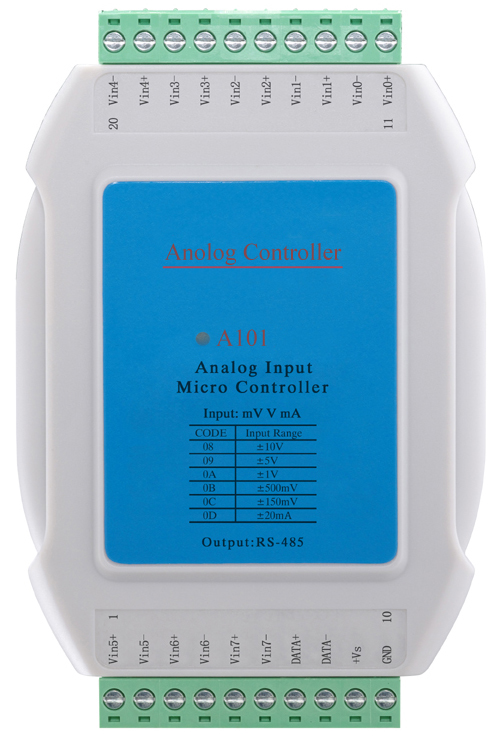 Vin4- Vin4+ Vin3- Vin3+ Vin2- Vin2+ Vin1- Vin1+ Vin0- Vin0+
20 11
Anolog Controller
A101
Analog Input
Micro Controller
Input: mV V mA
CODE Input Range
08 ±10V
09 ±5V
0A ±1V
0B ±500mV
0C ±150mV
0D ±20mA
Output:RS-485
1 10
Vin5+ Vin5- Vin6+ Vin6- Vin7+ Vin7- DATA+ DATA- +Vs GND